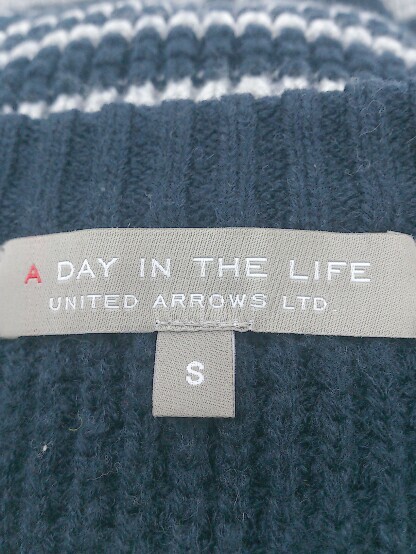 A DAY IN THE LIFE
UNITED ARROWS LTD.
S